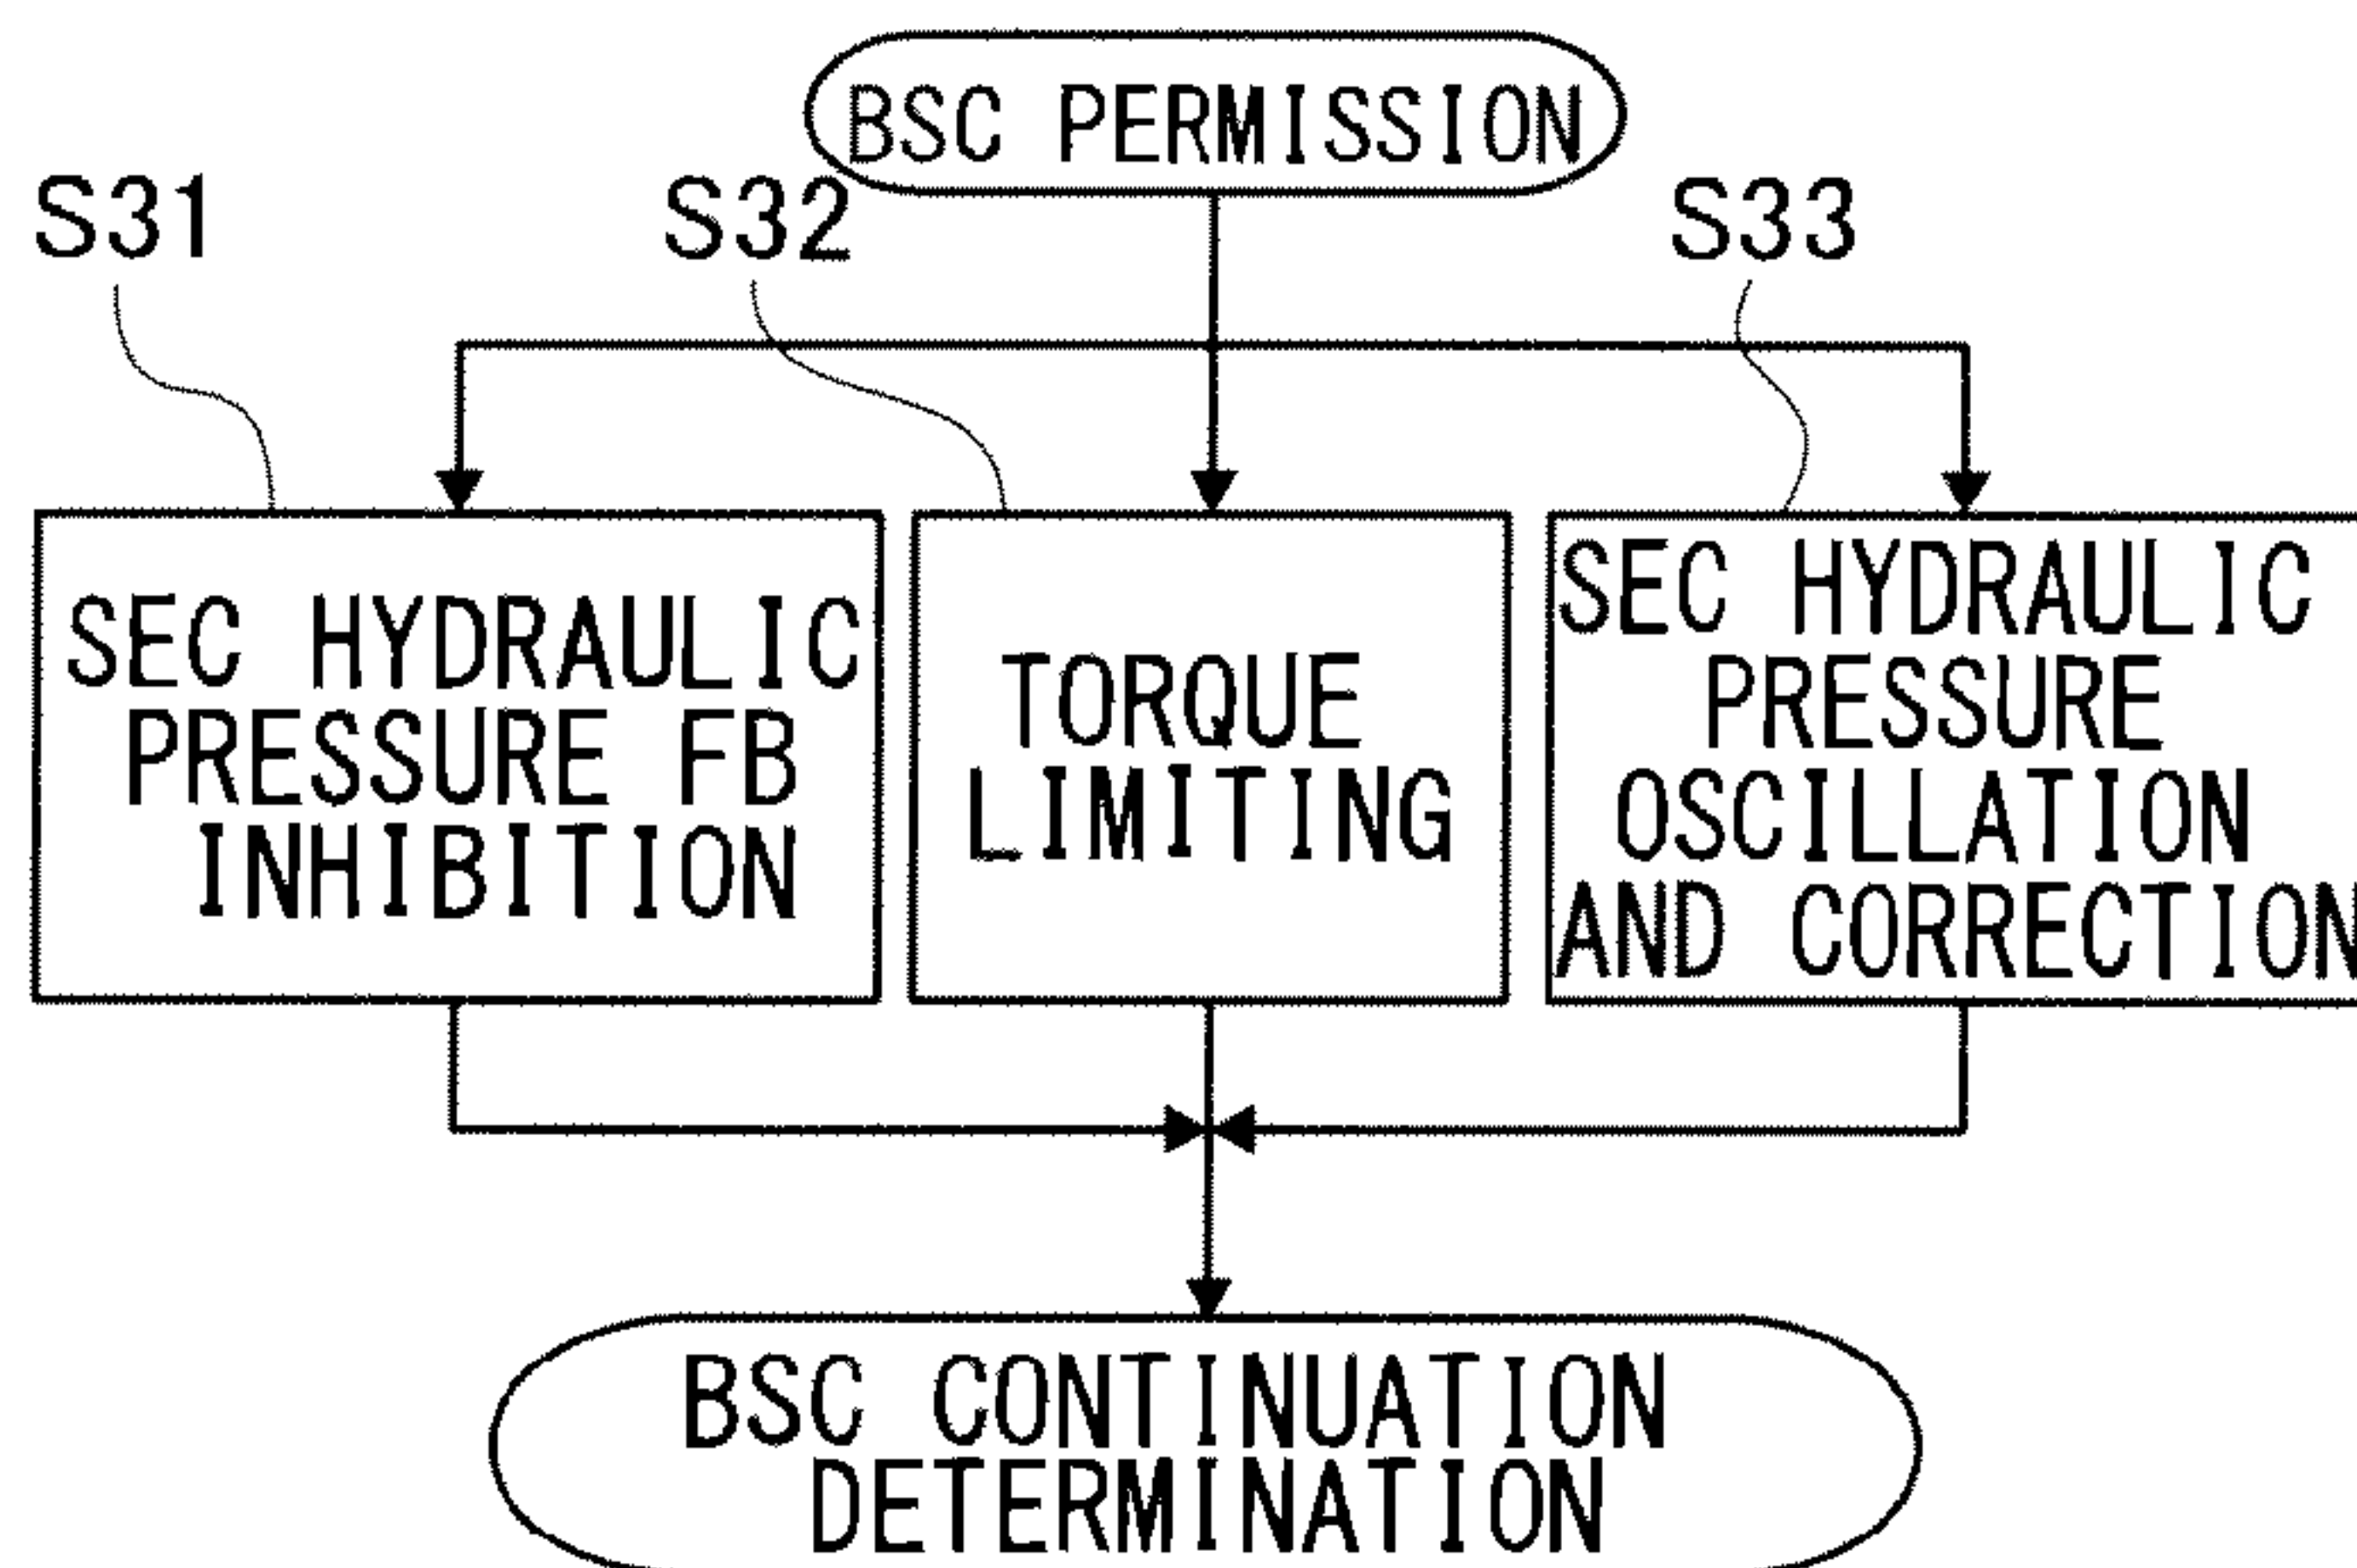 BSC PERMISSION
S31
S32
S33
SEC HYDRAULIC
PRESSURE FB
INHIBITION
TORQUE
LIMITING
SEC HYDRAULIC
PRESSURE
OSCILLATION
AND CORRECTION
BSC CONTINUATION
DETERMINATION